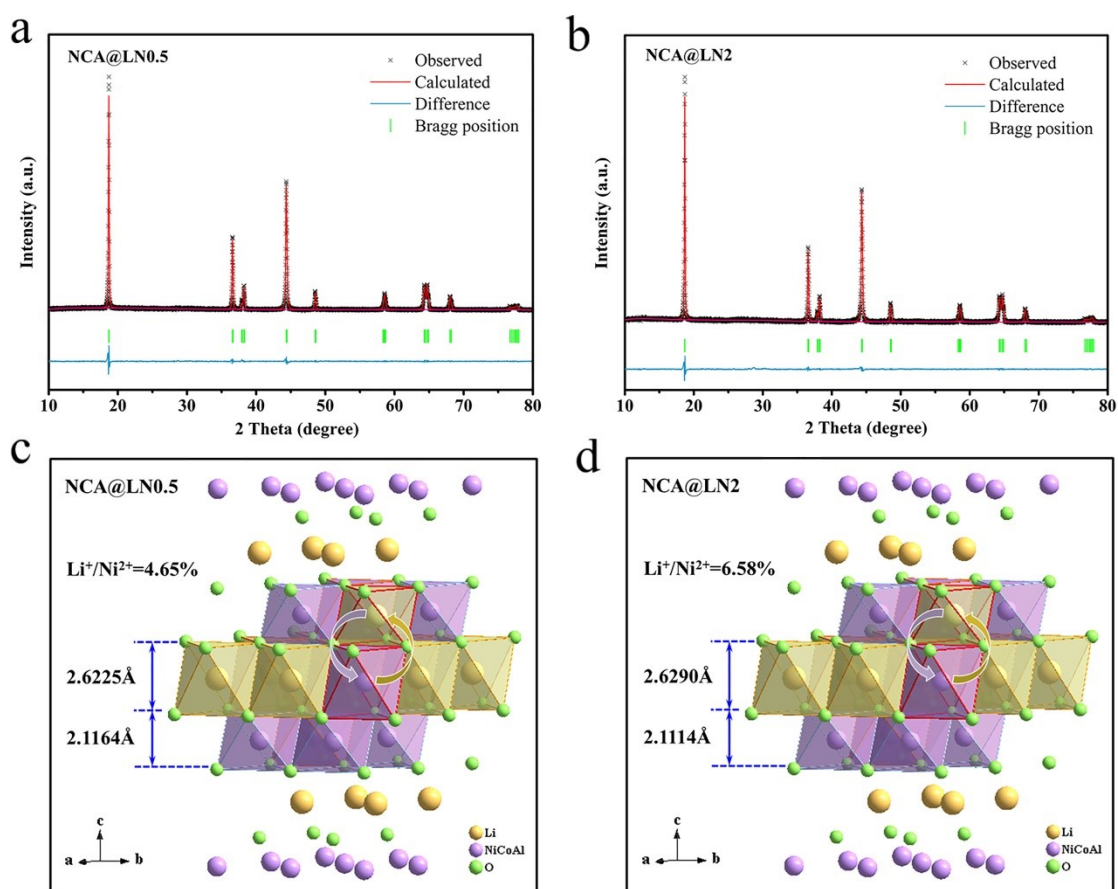 a
NCA@LN0.5
× Observed
Calculated
Difference
Bragg position
Intensity (a.u.)
10 20 30 40 50 60 70 80
2 Theta (degree)
b
NCA@LN2
× Observed
Calculated
Difference
Bragg position
Intensity (a.u.)
10 20 30 40 50 60 70 80
2 Theta (degree)
c
NCA@LN0.5
Li⁺/Ni²⁺=4.65%
2.6225Å
2.1164Å
c
a b
Li
NiCoAl
O
d
NCA@LN2
Li⁺/Ni²⁺=6.58%
2.6290Å
2.1114Å
c
a b
Li
NiCoAl
O